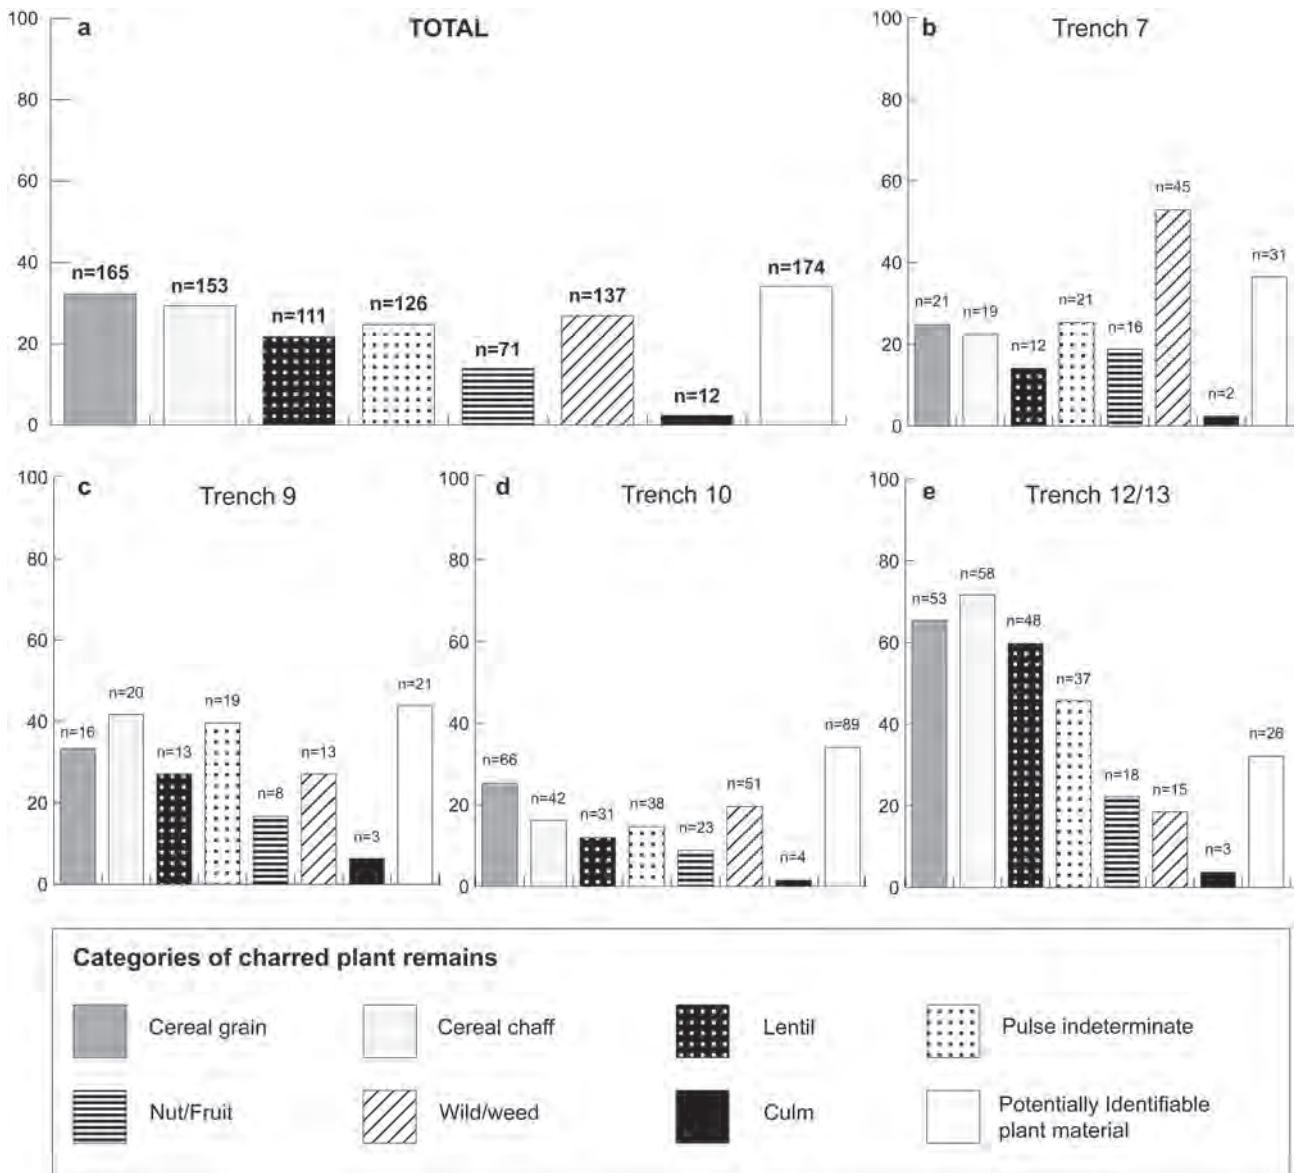 a TOTAL
100
80
60
40
20
0
n=165
n=153
n=111
n=126
n=71
n=137
n=12
n=174
b Trench 7
100
80
60
40
20
0
n=21
n=19
n=12
n=21
n=16
n=45
n=2
n=31
c Trench 9
100
80
60
40
20
0
n=16
n=20
n=13
n=19
n=8
n=13
n=3
n=21
d Trench 10
100
80
60
40
20
0
n=66
n=42
n=31
n=38
n=23
n=51
n=4
n=89
e Trench 12/13
100
80
60
40
20
0
n=53
n=58
n=48
n=37
n=18
n=15
n=3
n=26
Categories of charred plant remains
Cereal grain
Cereal chaff
Lentil
Pulse indeterminate
Nut/Fruit
Wild/weed
Culm
Potentially Identifiable
plant material